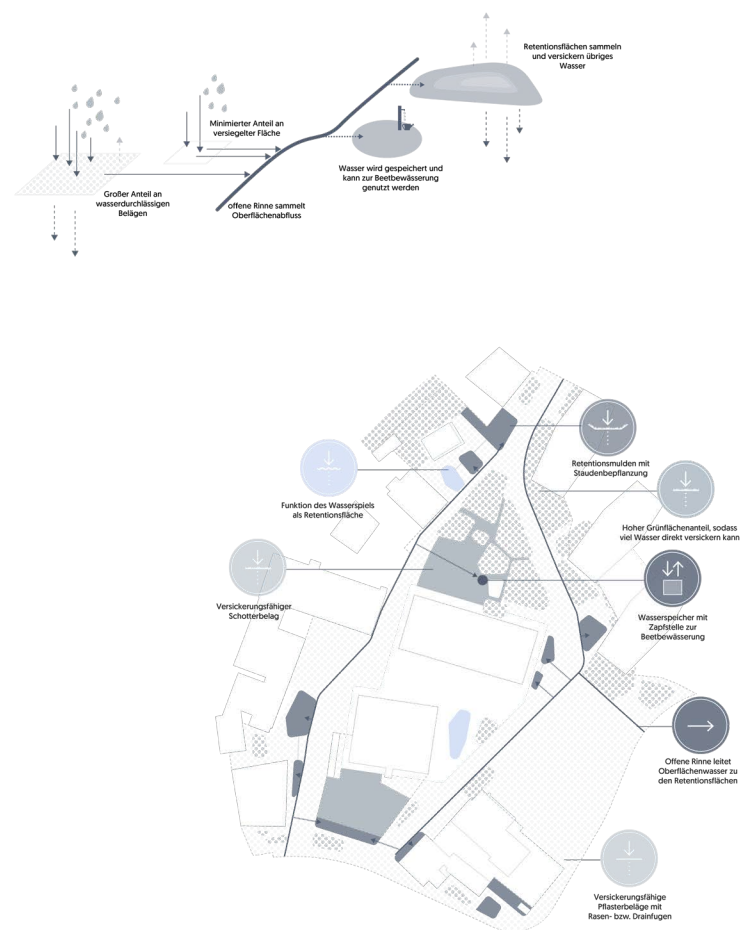 Retentionsflächen sammeln
und versickern übriges
Wasser
Minimierter Anteil an
versiegelter Fläche
Wasser wird gespeichert und
kann zur Beetbewässerung
genutzt werden
Großer Anteil an
wasserdurchlässigen
Belägen
offene Rinne sammelt
Oberflächenabfluss
Retentionsmulden mit
Staudenbepflanzung
Funktion des Wasserspiels
als Retentionsfläche
Hoher Grünflächenanteil, sodass
viel Wasser direkt versickern kann
Versickerungsfähiger
Schotterbelag
Wasserspeicher mit
Zapfstelle zur
Beetbewässerung
Offene Rinne leitet
Oberflächenwasser zu
den Retentionsflächen
Versickerungsfähige
Pflasterbeläge mit
Rasen- bzw. Drainfugen